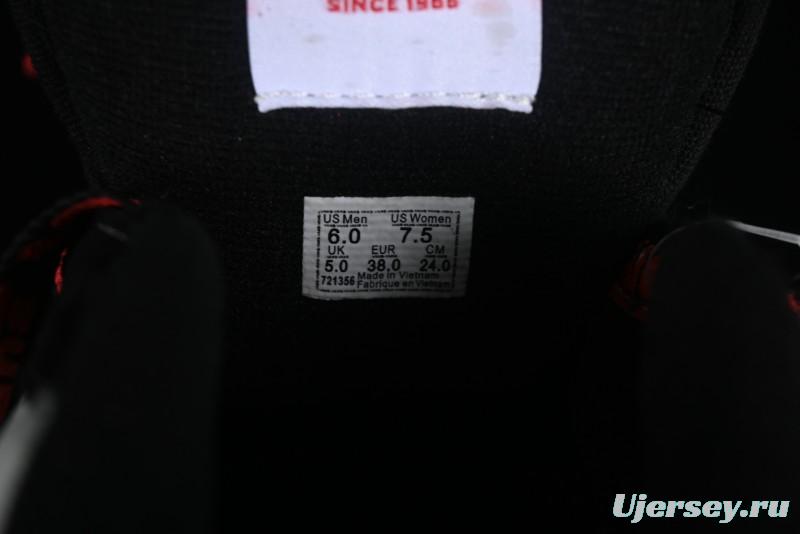 SINCE 1966
US Men US Women
6.0 7.5
UK EUR CM
5.0 38.0 24.0
721356 Made in Vietnam
Fabrique en Vietnam
Ujersey.ru